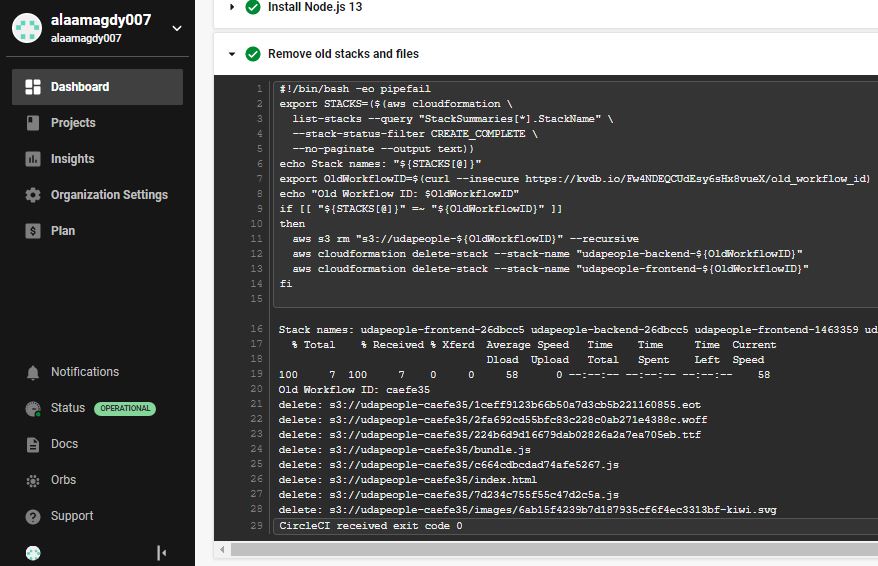 alaamagdy007
alaamagdy007
Dashboard
Projects
Insights
Organization Settings
Plan
Notifications
Status OPERATIONAL
Docs
Orbs
Support
Install Node.js 13
Remove old stacks and files
1 #!/bin/bash -eo pipefail
2 export STACKS=($(aws cloudformation \
3 list-stacks --query "StackSummaries[*].StackName" \
4 --stack-status-filter CREATE_COMPLETE \
5 --no-paginate --output text))
6 echo Stack names: "${STACKS[@]}"
7 export OldWorkflowID=$(curl --insecure https://kvdb.io/Fw4NDEQCUdEsy6sHx8vueX/old_workflow_id)
8 echo "Old Workflow ID: $OldWorkflowID"
9 if [[ "${STACKS[@]}" =~ "${OldWorkflowID}" ]]
10 then
11 aws s3 rm "s3://udapeople-${OldWorkflowID}" --recursive
12 aws cloudformation delete-stack --stack-name "udapeople-backend-${OldWorkflowID}"
13 aws cloudformation delete-stack --stack-name "udapeople-frontend-${OldWorkflowID}"
14 fi
15
16 Stack names: udapeople-frontend-26dbcc5 udapeople-backend-26dbcc5 udapeople-frontend-1463359 ud
17 % Total % Received % Xferd Average Speed Time Time Time Current
18 Dload Upload Total Spent Left Speed
19 100 7 100 7 0 0 58 0 --:--:-- --:--:-- --:--:-- 58
20 Old Workflow ID: caefe35
21 delete: s3://udapeople-caefe35/1ceff9123b66b50a7d3cb5b221160855.eot
22 delete: s3://udapeople-caefe35/2fa692cd55bfc83c228c0ab271e4388c.woff
23 delete: s3://udapeople-caefe35/224b6d9d16679dab02826a2a7ea705eb.ttf
24 delete: s3://udapeople-caefe35/bundle.js
25 delete: s3://udapeople-caefe35/c664cdbcdad74afe5267.js
26 delete: s3://udapeople-caefe35/index.html
27 delete: s3://udapeople-caefe35/7d234c755f55c47d2c5a.js
28 delete: s3://udapeople-caefe35/images/6ab15f4239b7d187935cf6f4ec3313bf-kiwi.svg
29 CircleCI received exit code 0